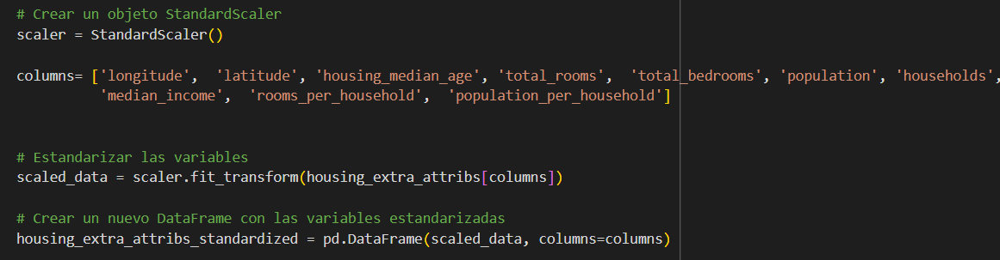 # Crear un objeto StandardScaler
scaler = StandardScaler()
columns= ['longitude',  'latitude', 'housing_median_age', 'total_rooms',  'total_bedrooms', 'population', 'households',
'median_income',  'rooms_per_household',  'population_per_household']
# Estandarizar las variables
scaled_data = scaler.fit_transform(housing_extra_attribs[columns])
# Crear un nuevo DataFrame con las variables estandarizadas
housing_extra_attribs_standardized = pd.DataFrame(scaled_data, columns=columns)